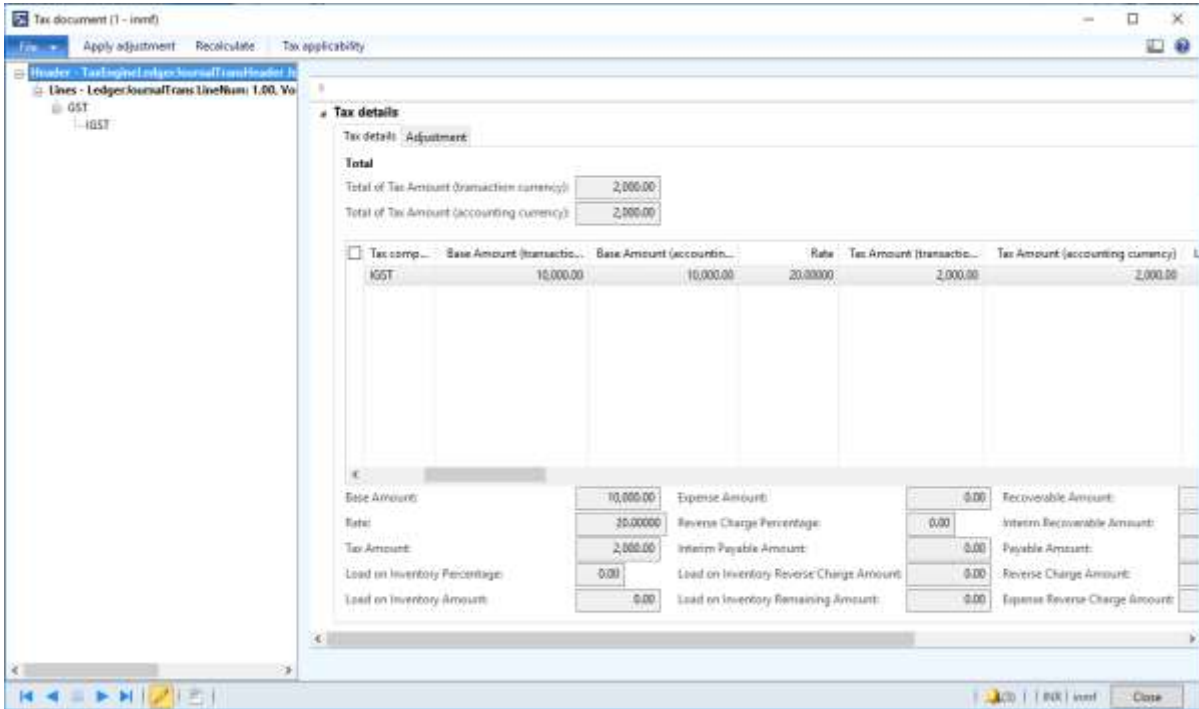 Tax document (1 - inmf)
File Apply adjustment Recalculate Tax applicability
Header - TaxEngineLedgerJournalTransHeader
Lines - LedgerJournalTrans LineNum: 1.00, Vo
GST
IGST
Tax details
Tax details Adjustment
Total
Total of Tax Amount (transaction currency): 2,000.00
Total of Tax Amount (accounting currency): 2,000.00
Tax comp... Base Amount (transactio... Base Amount (accountin... Rate Tax Amount (transactio... Tax Amount (accounting currency)
IGST 10,000.00 10,000.00 20.00000 2,000.00 2,000.00
Base Amount: 10,000.00 Expense Amount: 0.00 Recoverable Amount:
Rate: 20.00000 Reverse Charge Percentage: 0.00 Interim Recoverable Amount:
Tax Amount: 2,000.00 Interim Payable Amount: 0.00 Payable Amount:
Load on Inventory Percentage: 0.00 Load on Inventory Reverse Charge Amount: 0.00 Reverse Charge Amount:
Load on Inventory Amount: 0.00 Load on Inventory Remaining Amount: 0.00 Expense Reverse Charge Amount:
(3) INR inmf Close